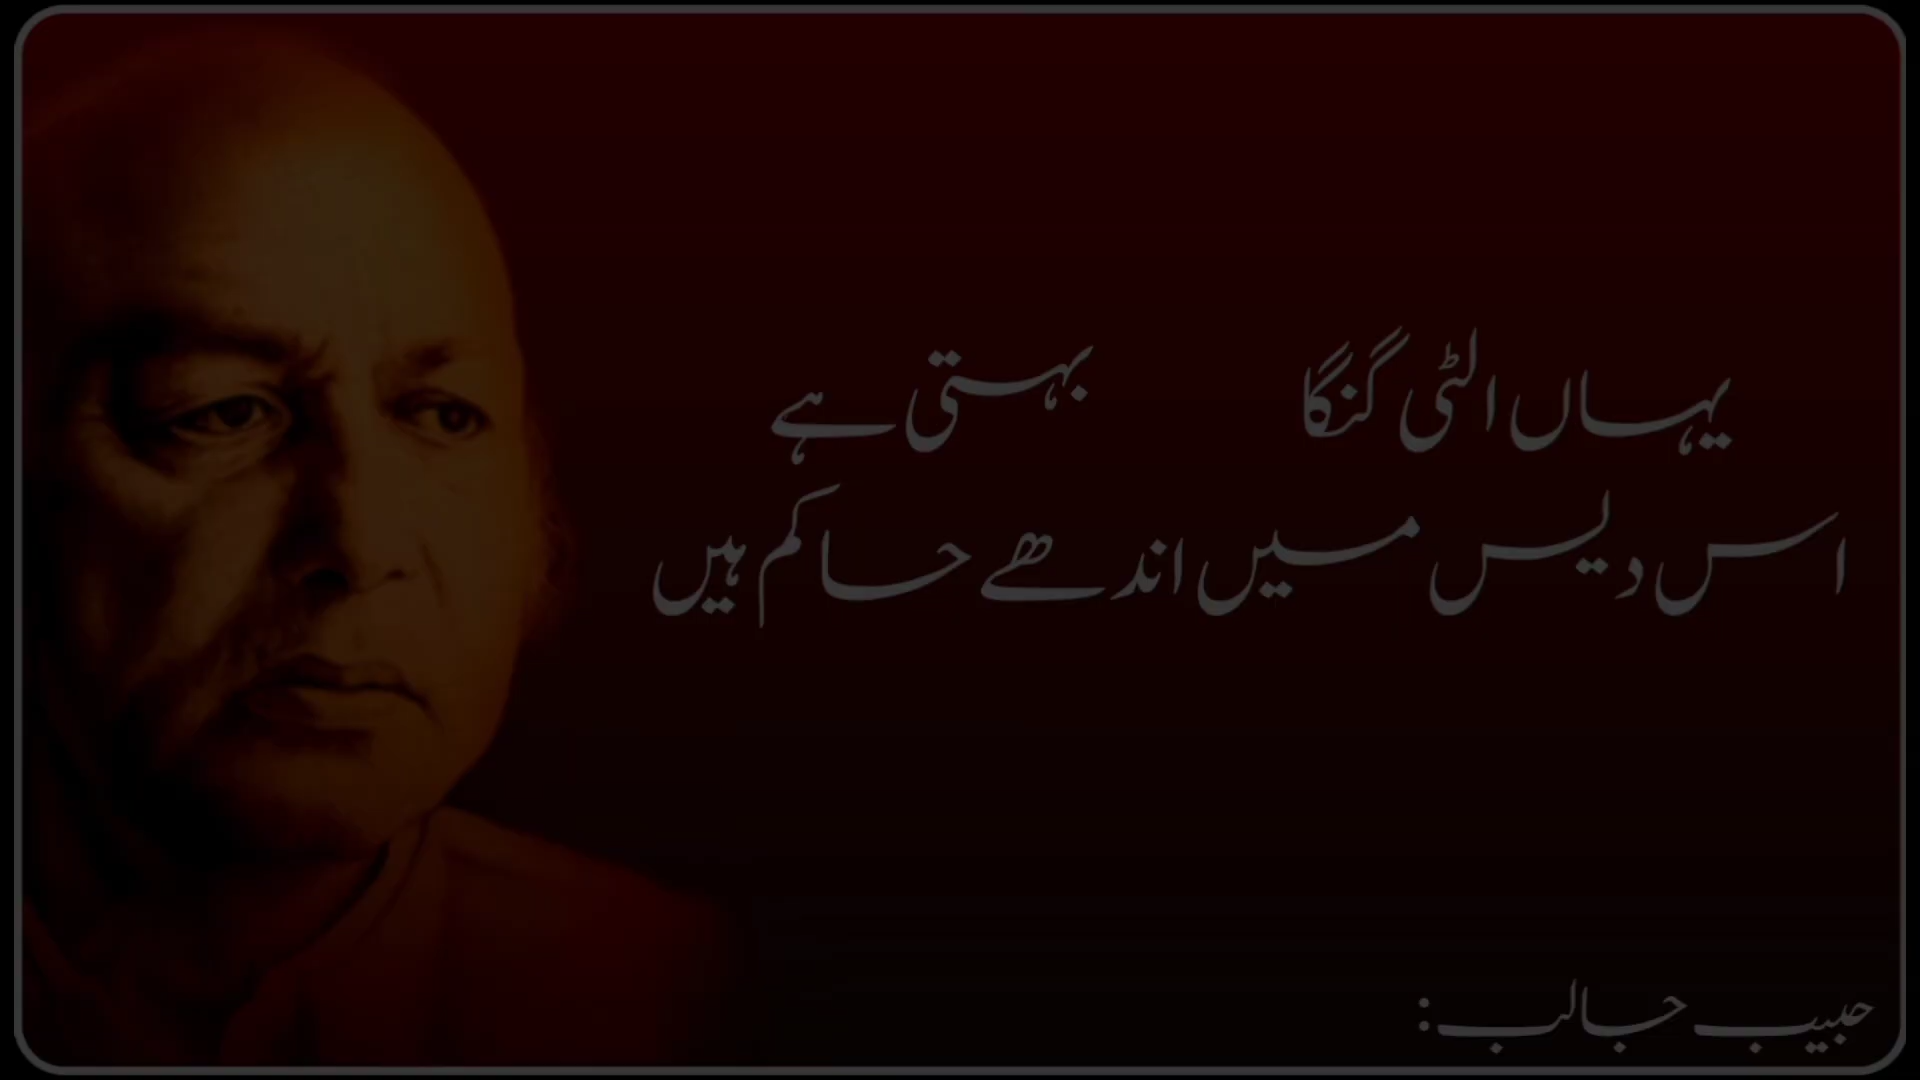 یہاں الٹی گنگا بہتی ہے
اس دیس میں اندھے حاکم ہیں
حبیب جالب: